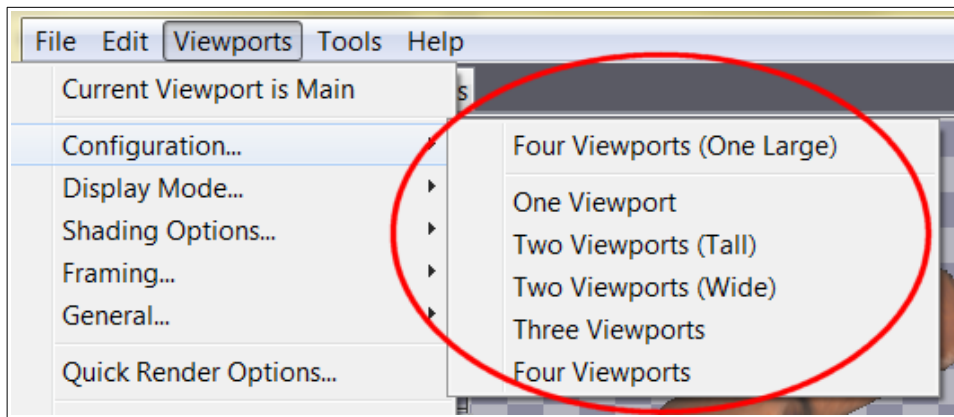 File Edit Viewports Tools Help
Current Viewport is Main
s
Configuration...
Display Mode...
Shading Options...
Framing...
General...
Quick Render Options...
Four Viewports (One Large)
One Viewport
Two Viewports (Tall)
Two Viewports (Wide)
Three Viewports
Four Viewports